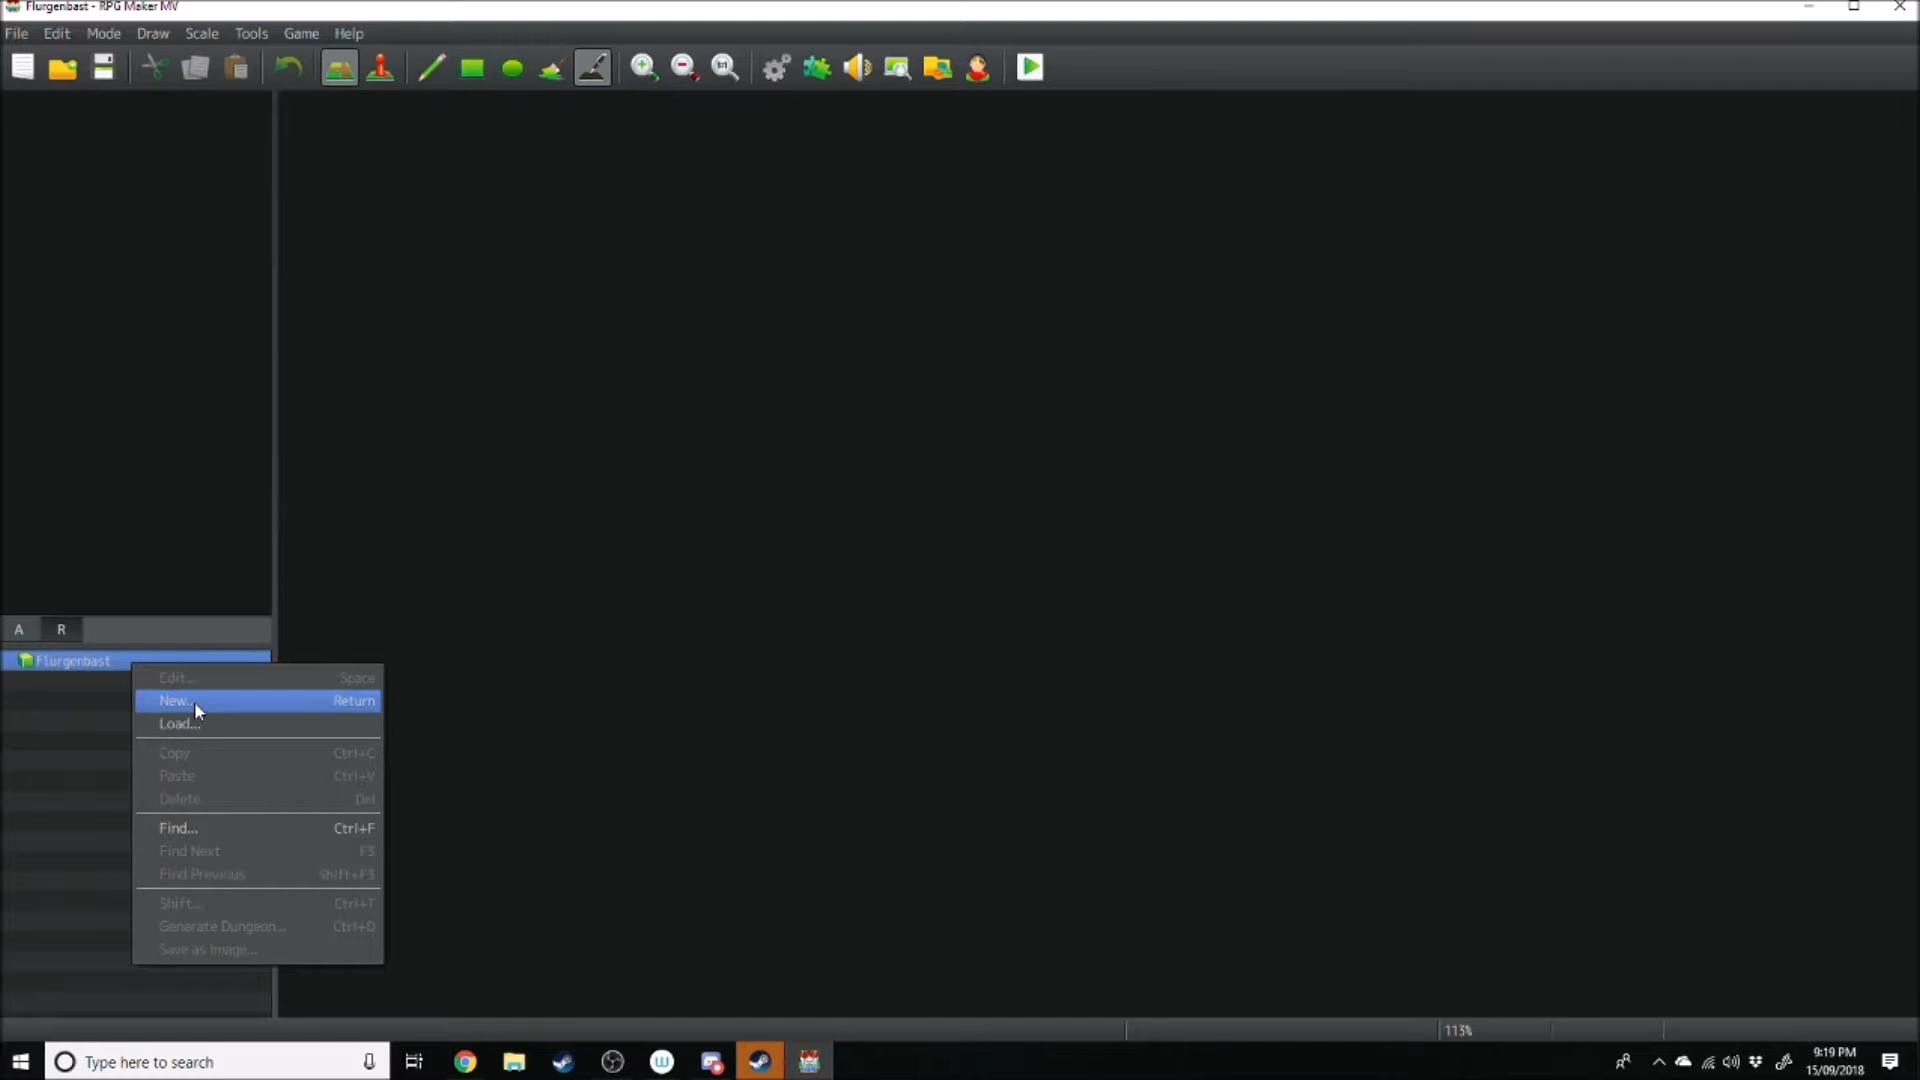 Flurgenbast - RPG Maker MV
File Edit Mode Draw Scale Tools Game Help
A R
Flurgenbast
Edit... Space
New... Return
Load...
Copy Ctrl+C
Paste Ctrl+V
Delete Del
Find... Ctrl+F
Find Next F3
Find Previous Shift+F3
Shift... Ctrl+T
Generate Dungeon... Ctrl+D
Save as Image...
113%
Type here to search
9:19 PM
15/09/2018